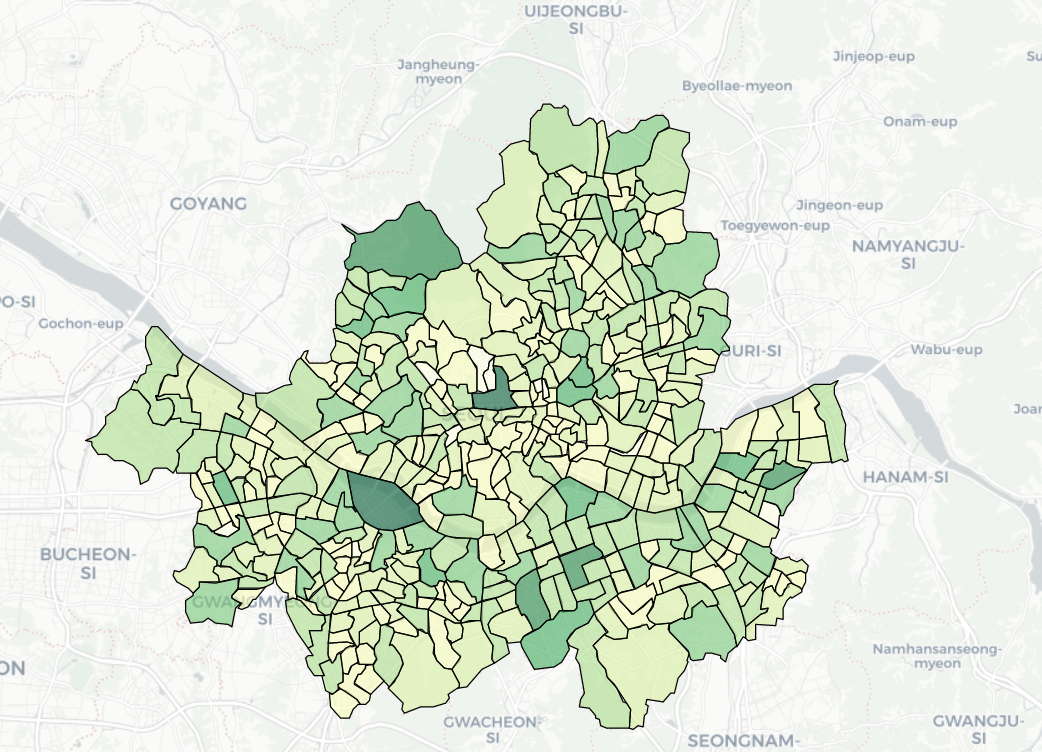 UIJEONGBU-
SI
Jangheung-
myeon
Jinjeop-eup
Su
Byeollae-myeon
Onam-eup
GOYANG
Jingeon-eup
Toegyewon-eup
NAMYANGJU-
SI
PO-SI
Gochon-eup
GURI-SI
Wabu-eup
Joar
HANAM-SI
BUCHEON-
SI
GWANGMYEONG-
SI
Namhansanseong-
myeon
ON
GWACHEON-
SI
GWANGJU-
SI
SEONGNAM-